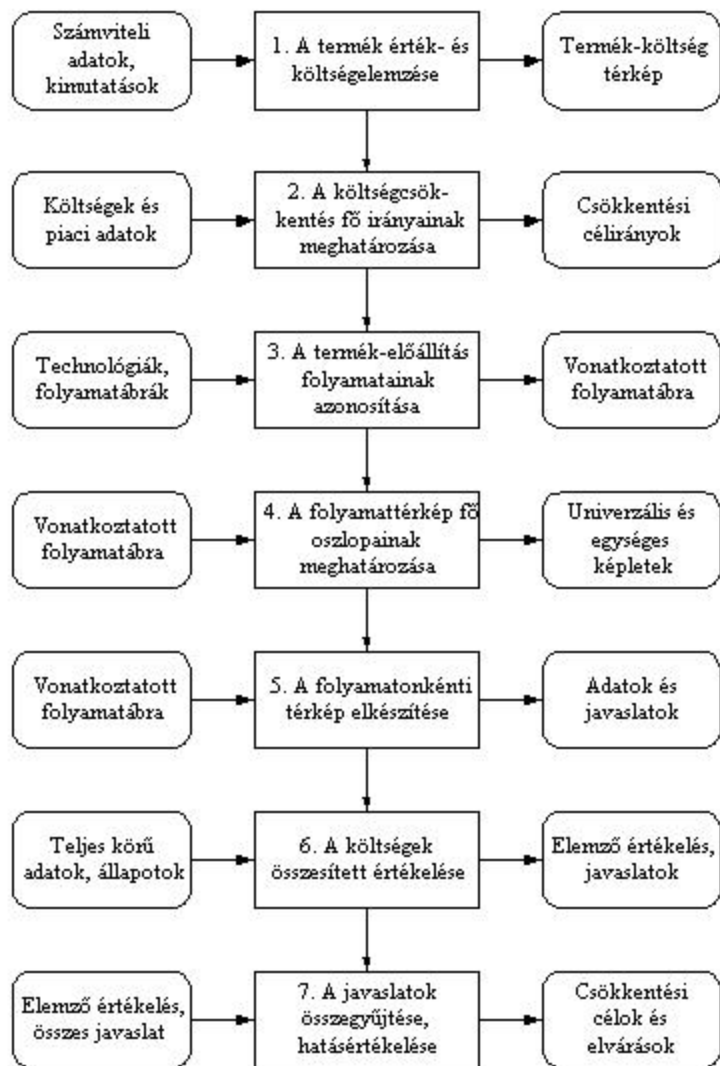 Számviteli
adatok,
kimutatások
1. A termék érték- és
költségelemzése
Termék-költség
térkép
Költségek és
piaci adatok
2. A költségcsök-
kentés fő irányainak
meghatározása
Csökkentési
célirányok
Technológiák,
folyamatábrák
3. A termék-előállítás
folyamatainak
azonosítása
Vonatkoztatott
folyamatábra
Vonatkoztatott
folyamatábra
4. A folyamattérkép fő
oszlopainak
meghatározása
Univerzális és
egységes
képletek
Vonatkoztatott
folyamatábra
5. A folyamatonkénti
térkép elkészítése
Adatok és
javaslatok
Teljes körű
adatok, állapotok
6. A költségek
összesített értékelése
Elemző értékelés,
javaslatok
Elemző értékelés,
összes javaslat
7. A javaslatok
összegyűjtése,
hatásértékelése
Csökkentési
célok és
elvárások